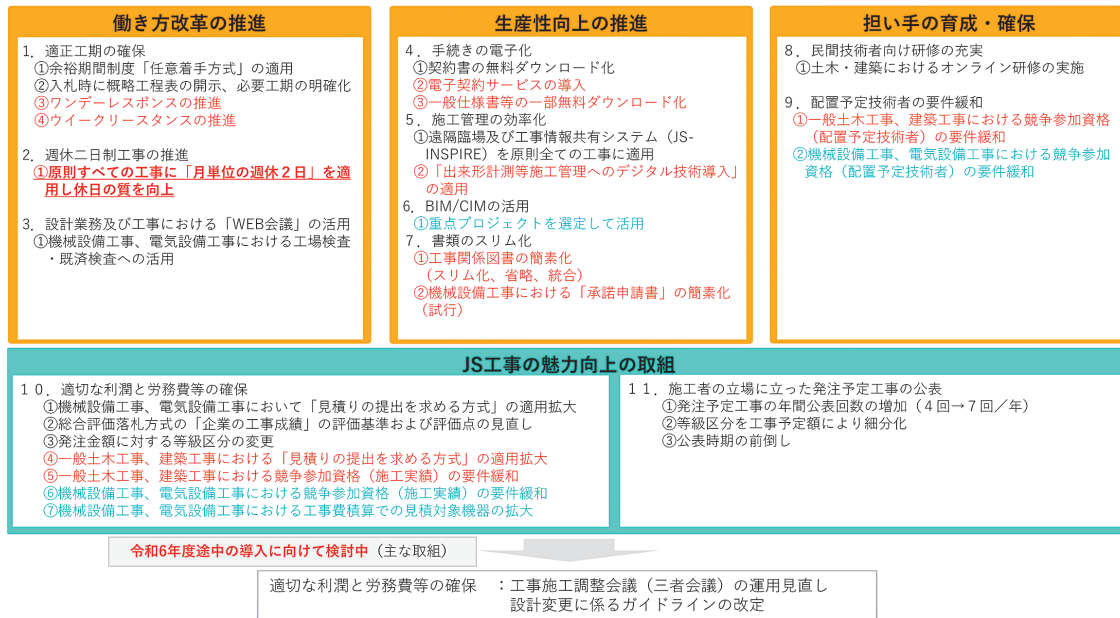 働き方改革の推進
1．適正工期の確保
①余裕期間制度「任意着手方式」の適用
②入札時に概略工程表の開示、必要工期の明確化
③ワンデーレスポンスの推進
④ウイークリースタンスの推進
2．週休二日制工事の推進
①原則すべての工事に「月単位の週休２日」を適
用し休日の質を向上
3．設計業務及び工事における「WEB会議」の活用
①機械設備工事、電気設備工事における工場検査
・既済検査への活用
生産性向上の推進
4．手続きの電子化
①契約書の無料ダウンロード化
②電子契約サービスの導入
③一般仕様書等の一部無料ダウンロード化
5．施工管理の効率化
①遠隔臨場及び工事情報共有システム（JS-
INSPIRE）を原則全ての工事に適用
②「出来形計測等施工管理へのデジタル技術導入」
の適用
6．BIM/CIMの活用
①重点プロジェクトを選定して活用
7．書類のスリム化
①工事関係図書の簡素化
（スリム化、省略、統合）
②機械設備工事における「承諾申請書」の簡素化
（試行）
担い手の育成・確保
8．民間技術者向け研修の充実
①土木・建築におけるオンライン研修の実施
9．配置予定技術者の要件緩和
①一般土木工事、建築工事における競争参加資格
（配置予定技術者）の要件緩和
②機械設備工事、電気設備工事における競争参加
資格（配置予定技術者）の要件緩和
JS工事の魅力向上の取組
１０．適切な利潤と労務費等の確保
①機械設備工事、電気設備工事において「見積りの提出を求める方式」の適用拡大
②総合評価落札方式の「企業の工事成績」の評価基準および評価点の見直し
③発注金額に対する等級区分の変更
④一般土木工事、建築工事における「見積りの提出を求める方式」の適用拡大
⑤一般土木工事、建築工事における競争参加資格（施工実績）の要件緩和
⑥機械設備工事、電気設備工事における競争参加資格（施工実績）の要件緩和
⑦機械設備工事、電気設備工事における工事費積算での見積対象機器の拡大
１１．施工者の立場に立った発注予定工事の公表
①発注予定工事の年間公表回数の増加（４回→７回／年）
②等級区分を工事予定額により細分化
③公表時期の前倒し
令和6年度途中の導入に向けて検討中（主な取組）
適切な利潤と労務費等の確保　：工事施工調整会議（三者会議）の運用見直し
設計変更に係るガイドラインの改定